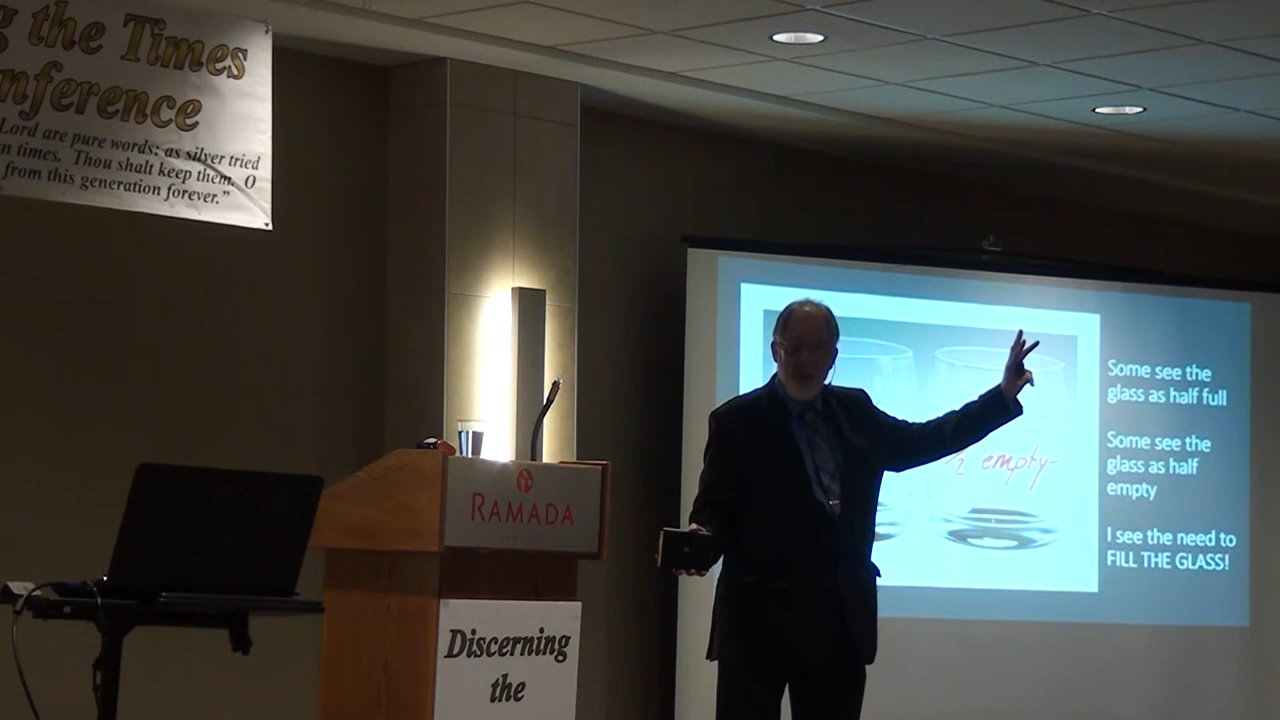 g the Times
nference
Lord are pure words: as silver tried
n times. Thou shalt keep them, O
from this generation forever."
RAMADA
Discerning
the
empty-
Some see the
glass as half full
Some see the
glass as half
empty
I see the need to
FILL THE GLASS!